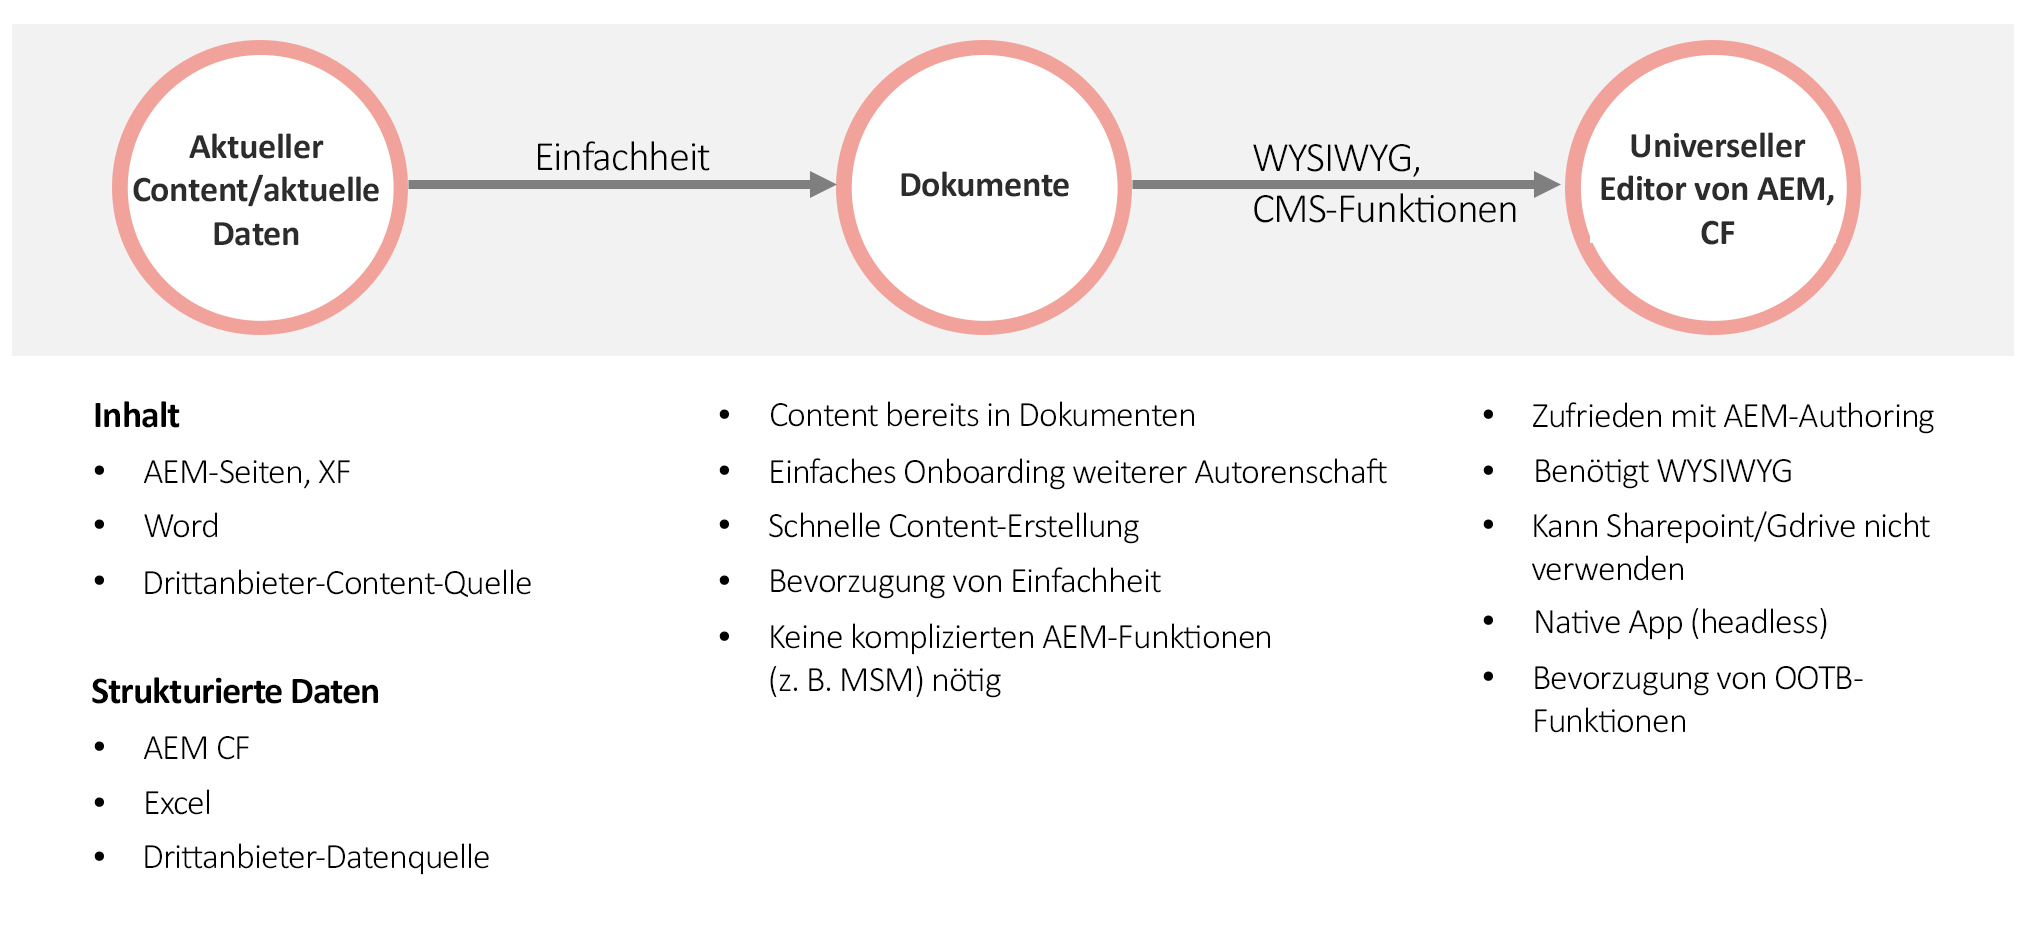 Aktueller
Content/aktuelle
Daten
Einfachheit
Dokumente
WYSIWYG,
CMS-Funktionen
Universeller
Editor von AEM,
CF
Inhalt
• AEM-Seiten, XF
• Word
• Drittanbieter-Content-Quelle
Strukturierte Daten
• AEM CF
• Excel
• Drittanbieter-Datenquelle
• Content bereits in Dokumenten
• Einfaches Onboarding weiterer Autorenschaft
• Schnelle Content-Erstellung
• Bevorzugung von Einfachheit
• Keine komplizierten AEM-Funktionen
(z. B. MSM) nötig
• Zufrieden mit AEM-Authoring
• Benötigt WYSIWYG
• Kann Sharepoint/Gdrive nicht
verwenden
• Native App (headless)
• Bevorzugung von OOTB-
Funktionen